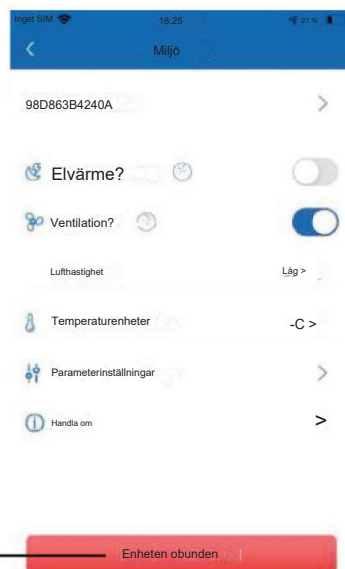 Inget SIM 18:25 27 %
Miljö
98D863B4240A >
Elvärme?
Ventilation?
Lufthastighet Låg >
Temperaturenheter -C >
Parameterinställningar >
Handla om >
Enheten obunden